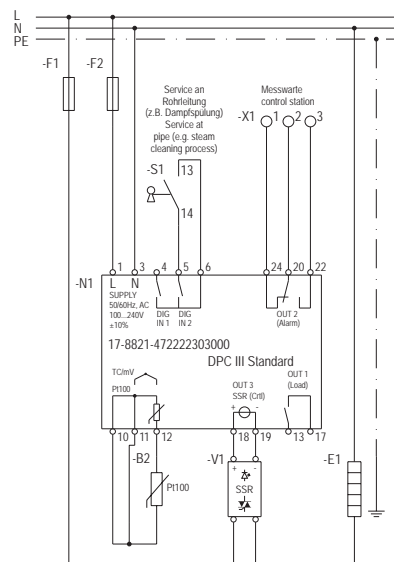 L
N
PE
-F1
-F2
Service an
Rohrleitung
(z.B. Dampfspülung)
Service at
pipe (e.g. steam
cleaning process)
Messwarte
control station
-X1 1 2 3
-S1
13
14
-N1
1 3 4 5 6 24 20 22
L N
SUPPLY
50/60Hz, AC
100...240V
±10%
DIG
IN 1
DIG
IN 2
OUT 2
(Alarm)
17-8821-472222303000
DPC III Standard
TC/mV
Pt100
OUT 3
SSR (Crtl)
+ -
OUT 1
(Load)
10 11 12 18 19 13 17
-B2
Pt100
-V1
+ -
SSR
-E1